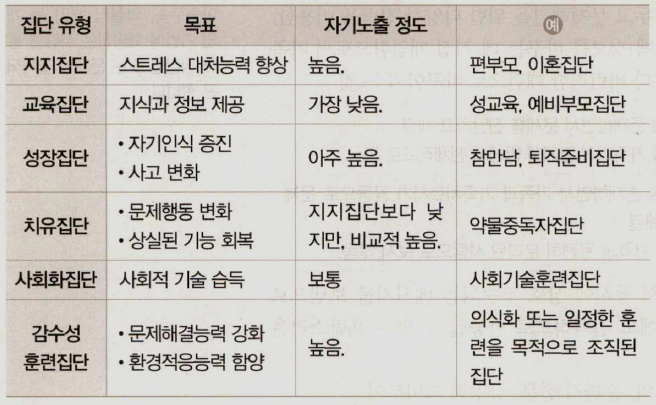 집단 유형 목표 자기노출 정도 예
지지집단 스트레스 대처능력 향상 높음. 편부모, 이혼집단
교육집단 지식과 정보 제공 가장 낮음. 성교육, 예비부모집단
성장집단
• 자기인식 증진
• 사고 변화
아주 높음. 참만남, 퇴직준비집단
치유집단
• 문제행동 변화
• 상실된 기능 회복
지지집단보다 낮
지만, 비교적 높음.
약물중독자집단
사회화집단 사회적 기술 습득 보통 사회기술훈련집단
감수성
훈련집단
• 문제해결능력 강화
• 환경적응능력 함양
높음.
의식화 또는 일정한 훈
련을 목적으로 조직된
집단